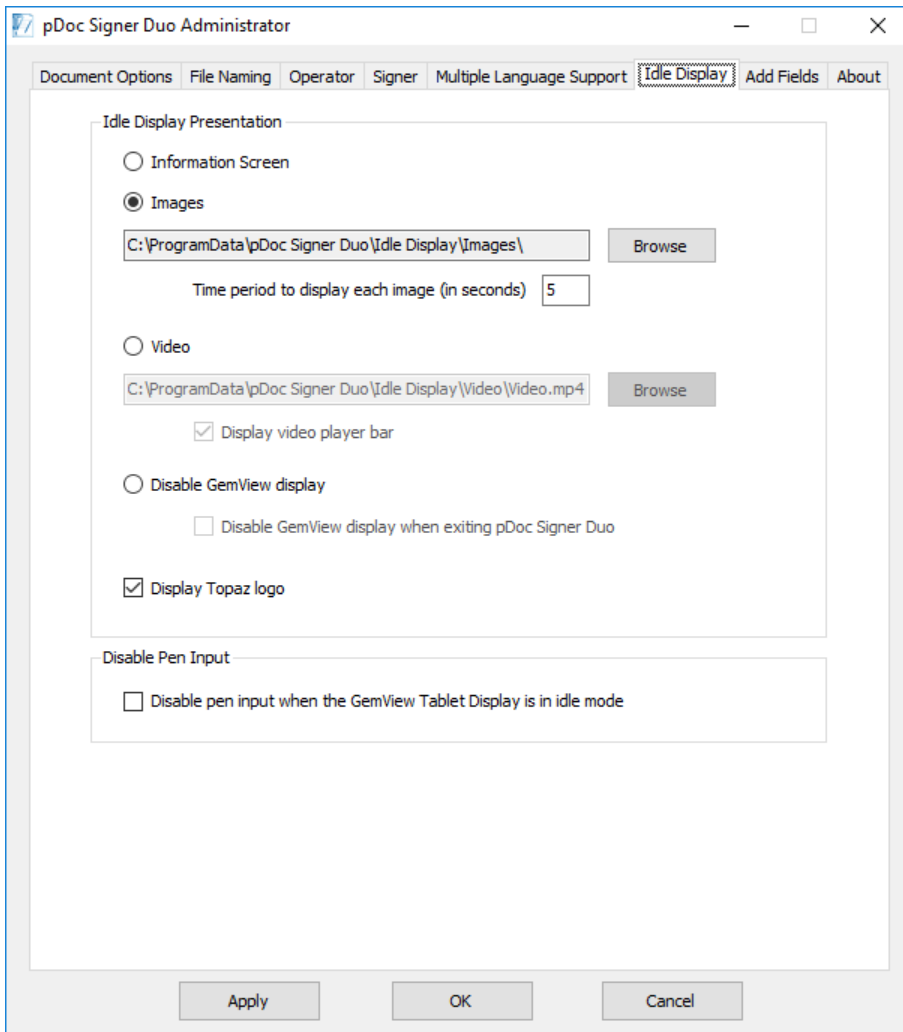 pDoc Signer Duo Administrator
Document Options File Naming Operator Signer Multiple Language Support Idle Display Add Fields About
Idle Display Presentation
Information Screen
Images
C:\ProgramData\pDoc Signer Duo\Idle Display\Images\ Browse
Time period to display each image (in seconds) 5
Video
C:\ProgramData\pDoc Signer Duo\Idle Display\Video\Video.mp4 Browse
Display video player bar
Disable GemView display
Disable GemView display when exiting pDoc Signer Duo
Display Topaz logo
Disable Pen Input
Disable pen input when the GemView Tablet Display is in idle mode
Apply OK Cancel